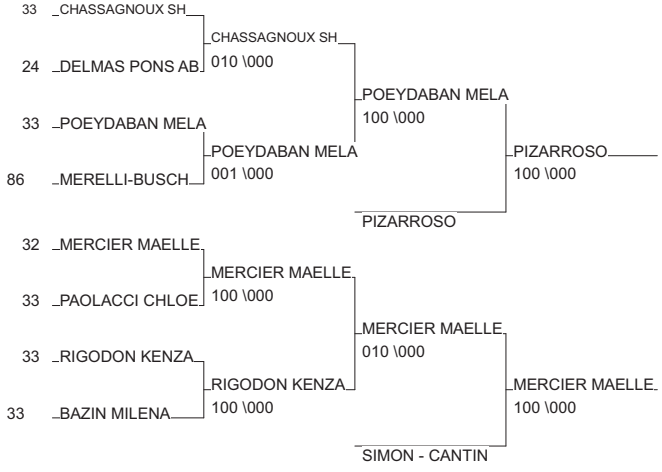 33 CHASSAGNOUX SH
CHASSAGNOUX SH
24 DELMAS PONS AB
010 \000
POEYDABAN MELA
100 \000
33 POEYDABAN MELA
POEYDABAN MELA
001 \000
86 MERELLI-BUSCH
PIZARROSO
100 \000
PIZARROSO
32 MERCIER MAELLE
MERCIER MAELLE
100 \000
33 PAOLACCI CHLOE
MERCIER MAELLE
010 \000
33 RIGODON KENZA
RIGODON KENZA
100 \000
33 BAZIN MILENA
MERCIER MAELLE
100 \000
SIMON - CANTIN